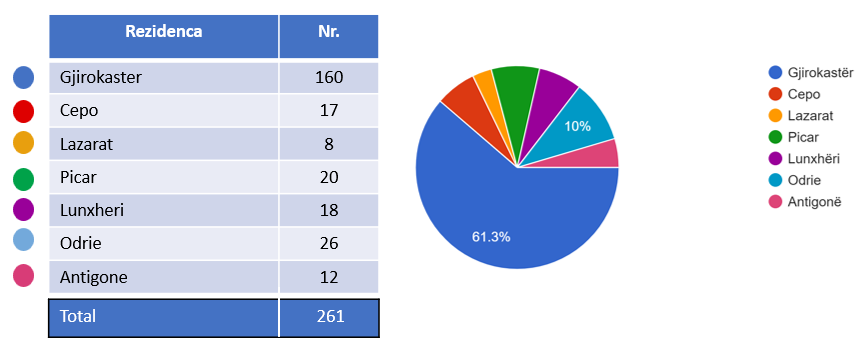 Rezidenca Nr.
Gjirokaster 160
Cepo 17
Lazarat 8
Picar 20
Lunxheri 18
Odrie 26
Antigone 12
Total 261
61.3%
10%
Gjirokastër
Cepo
Lazarat
Picar
Lunxhëri
Odrie
Antigonë